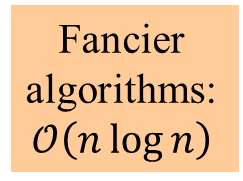 Fancier
algorithms:
𝒪(𝑛 log 𝑛)